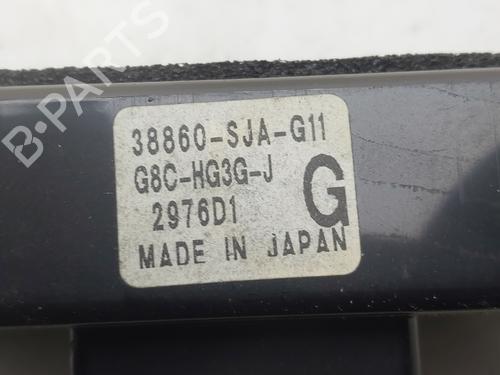 38860-SJA-G11
G8C-HG3G-J
2976D1
G
MADE IN JAPAN
B-PARTS